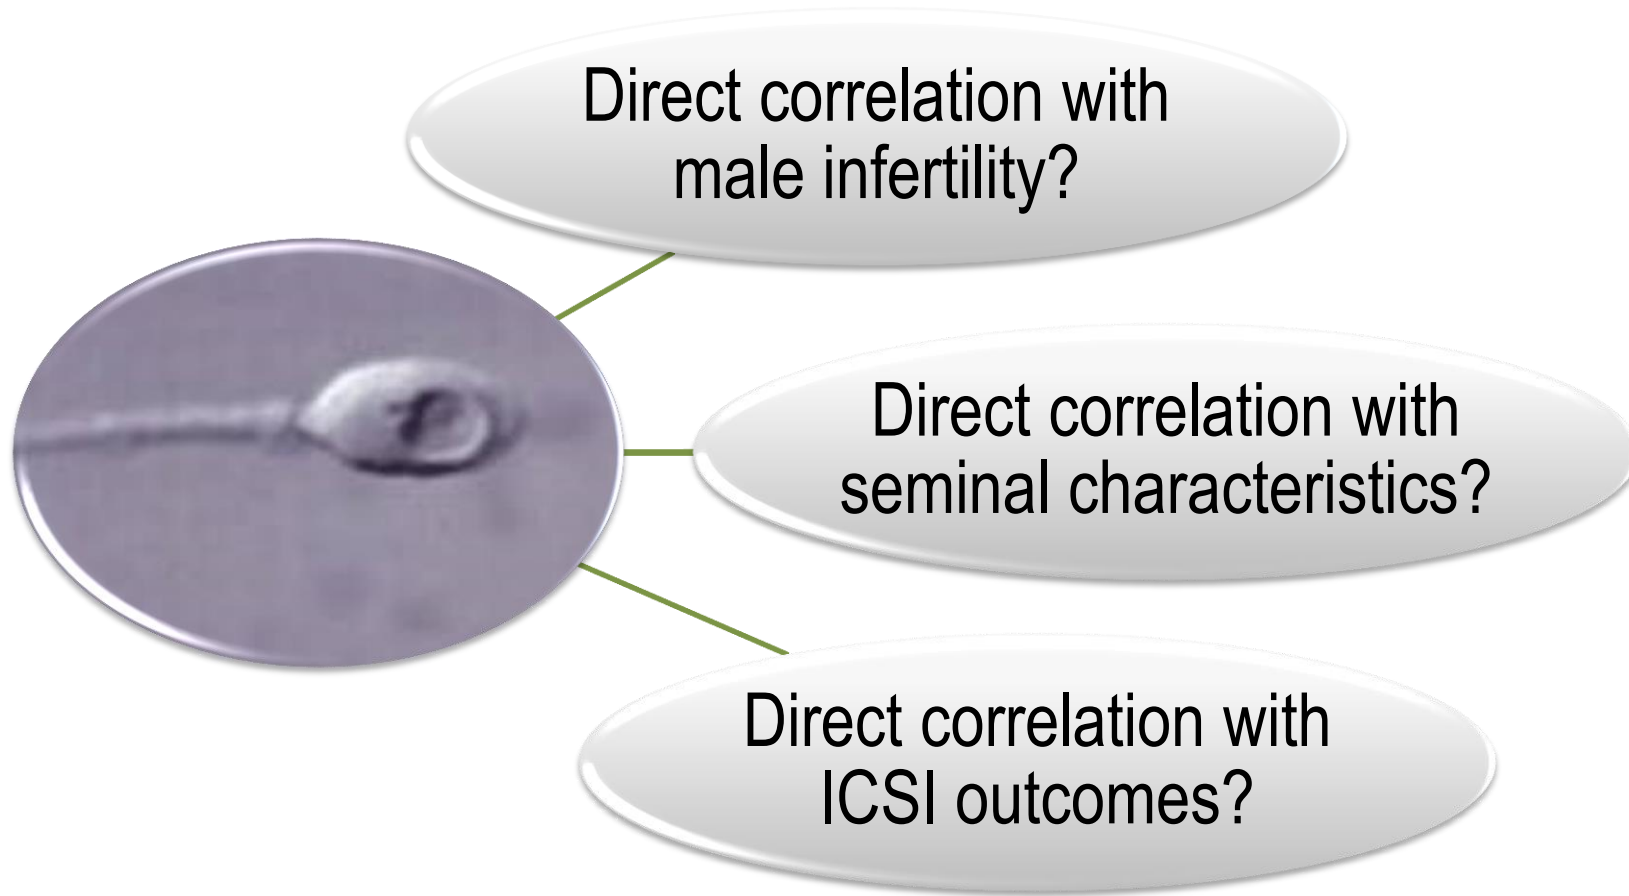 Direct correlation with
male infertility?
Direct correlation with
seminal characteristics?
Direct correlation with
ICSI outcomes?